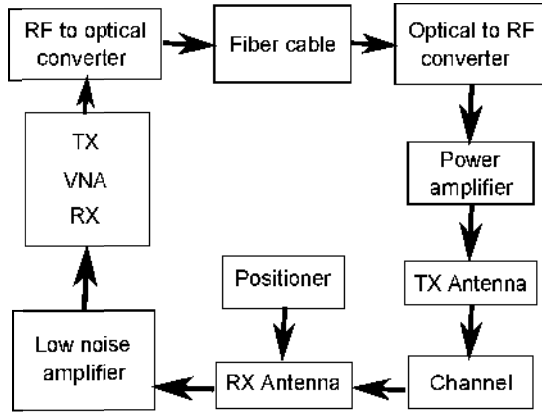 RF to optical
converter
Fiber cable
Optical to RF
converter
TX
VNA
RX
Power
amplifier
Positioner
TX Antenna
Low noise
amplifier
RX Antenna
Channel